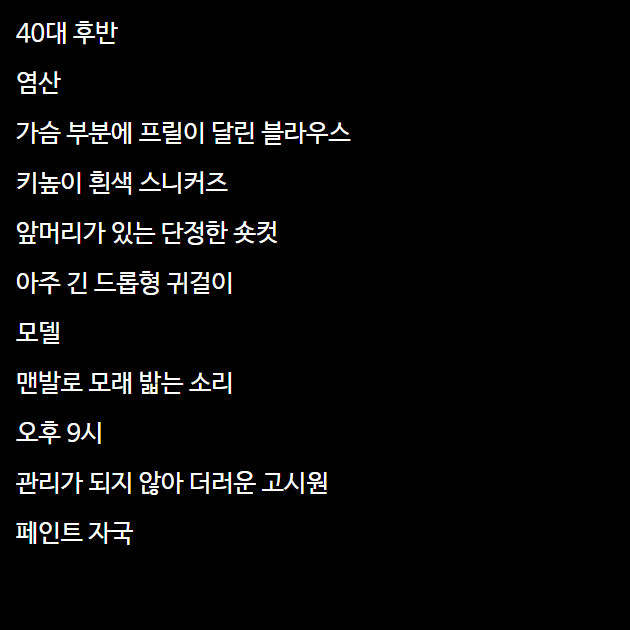 40대 후반
염산
가슴 부분에 프릴이 달린 블라우스
키높이 흰색 스니커즈
앞머리가 있는 단정한 숏컷
아주 긴 드롭형 귀걸이
모델
맨발로 모래 밟는 소리
오후 9시
관리가 되지 않아 더러운 고시원
페인트 자국